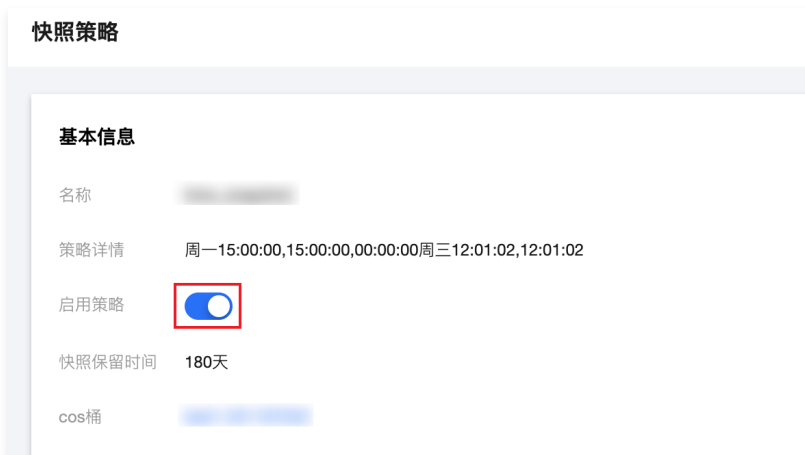 快照策略
基本信息
名称
策略详情 周一15:00:00,15:00:00,00:00:00周三12:01:02,12:01:02
启用策略
快照保留时间 180天
cos桶